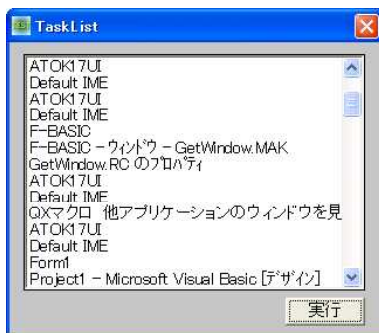 TaskList
ATOK17UI
Default IME
ATOK17UI
Default IME
F-BASIC
F-BASIC - ｳｨﾝﾄﾞｳ - GetWindow.MAK
GetWindow.RC のﾌﾟﾛﾊﾟﾃｨ
ATOK17UI
Default IME
QXマクロ 他アプリケーションのウィンドウを見
ATOK17UI
Default IME
Form1
Project1 - Microsoft Visual Basic [ﾃﾞｻﾞｲﾝ]
実行